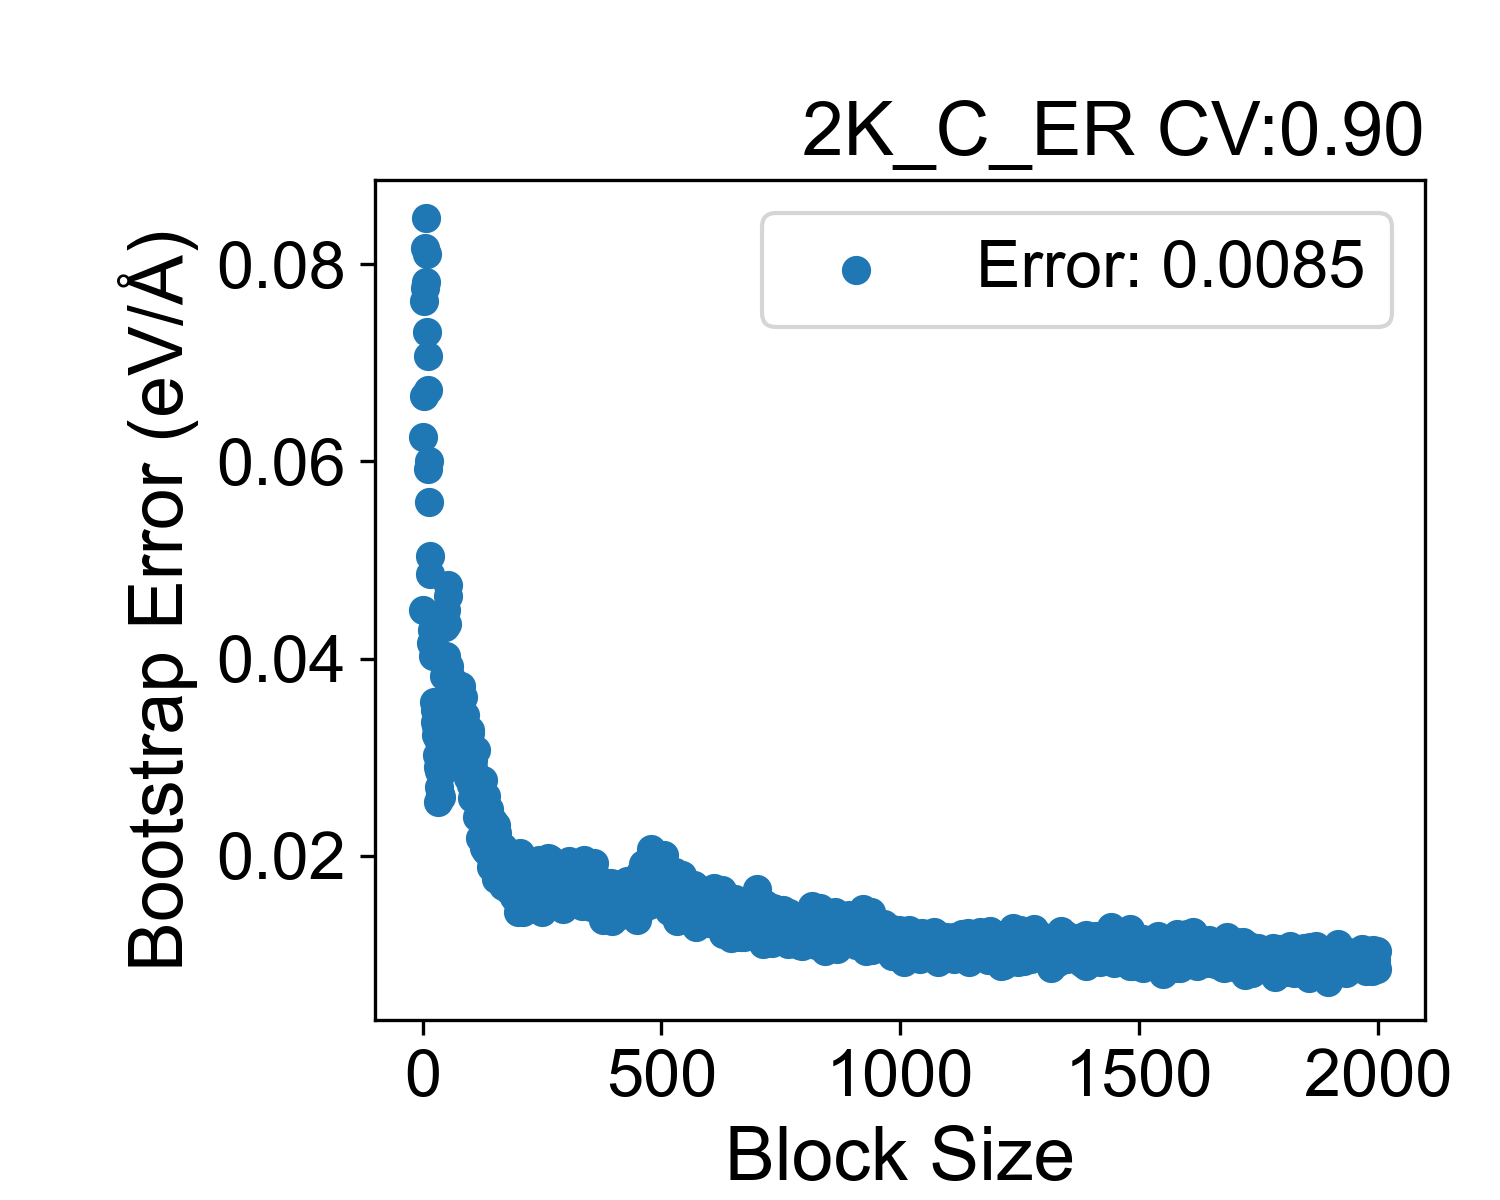 2K_C_ER CV:0.90
Error: 0.0085
Bootstrap Error (eV/Å)
0.08
0.06
0.04
0.02
0 500 1000 1500 2000
Block Size